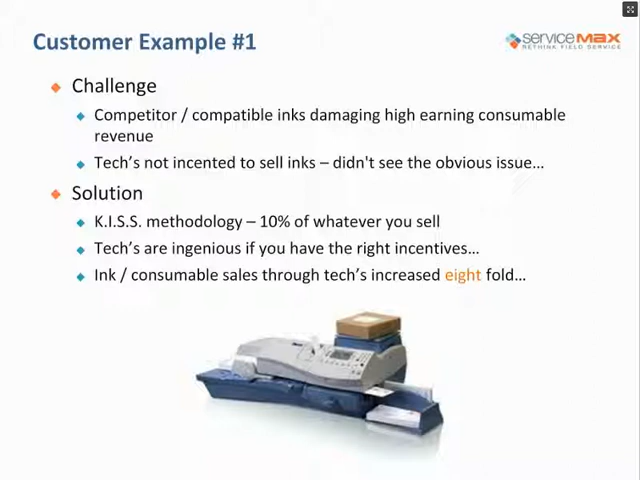 Customer Example #1
serviceMAX
RETHINK FIELD SERVICE
Challenge
Competitor / compatible inks damaging high earning consumable
revenue
Tech's not incented to sell inks – didn't see the obvious issue...
Solution
K.I.S.S. methodology – 10% of whatever you sell
Tech's are ingenious if you have the right incentives...
Ink / consumable sales through tech's increased eight fold...